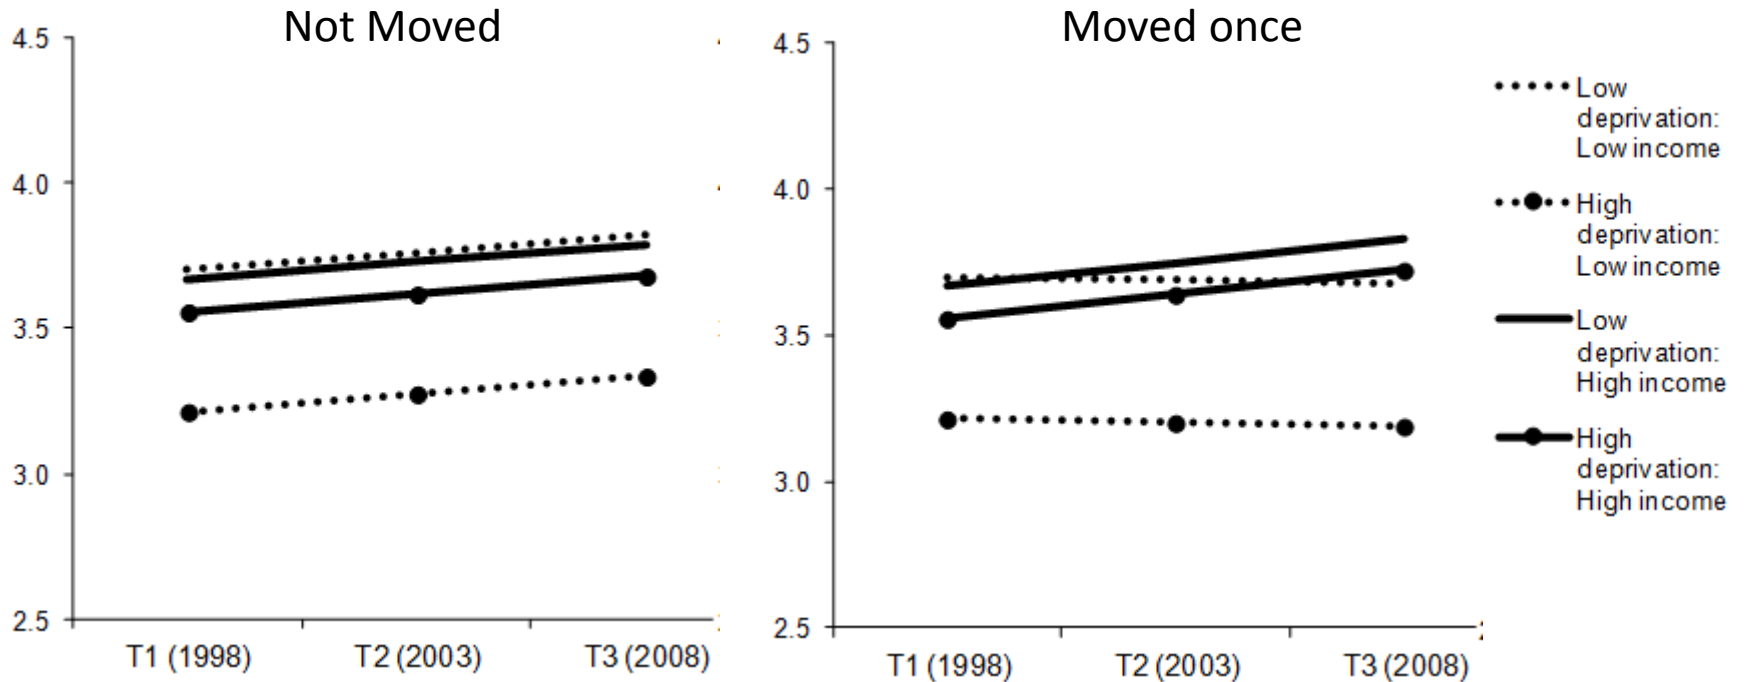 Not Moved
4.5
4.0
3.5
3.0
2.5
T1 (1998)
T2 (2003)
T3 (2008)
Moved once
4.5
4.0
3.5
3.0
2.5
T1 (1998)
T2 (2003)
T3 (2008)
Low
deprivation:
Low income
High
deprivation:
Low income
Low
deprivation:
High income
High
deprivation:
High income